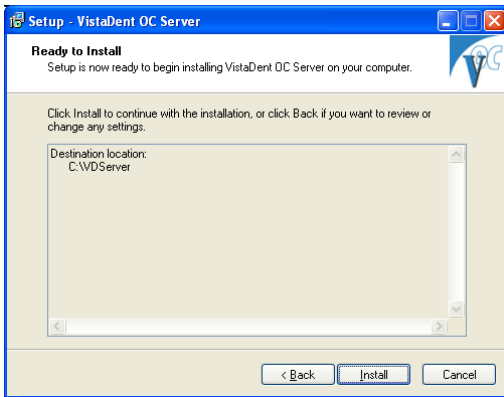 Setup - VistaDent OC Server
Ready to Install
Setup is now ready to begin installing VistaDent OC Server on your computer.
VOC
Click Install to continue with the installation, or click Back if you want to review or
change any settings.
Destination location:
C:\VDServer
< Back
Install
Cancel